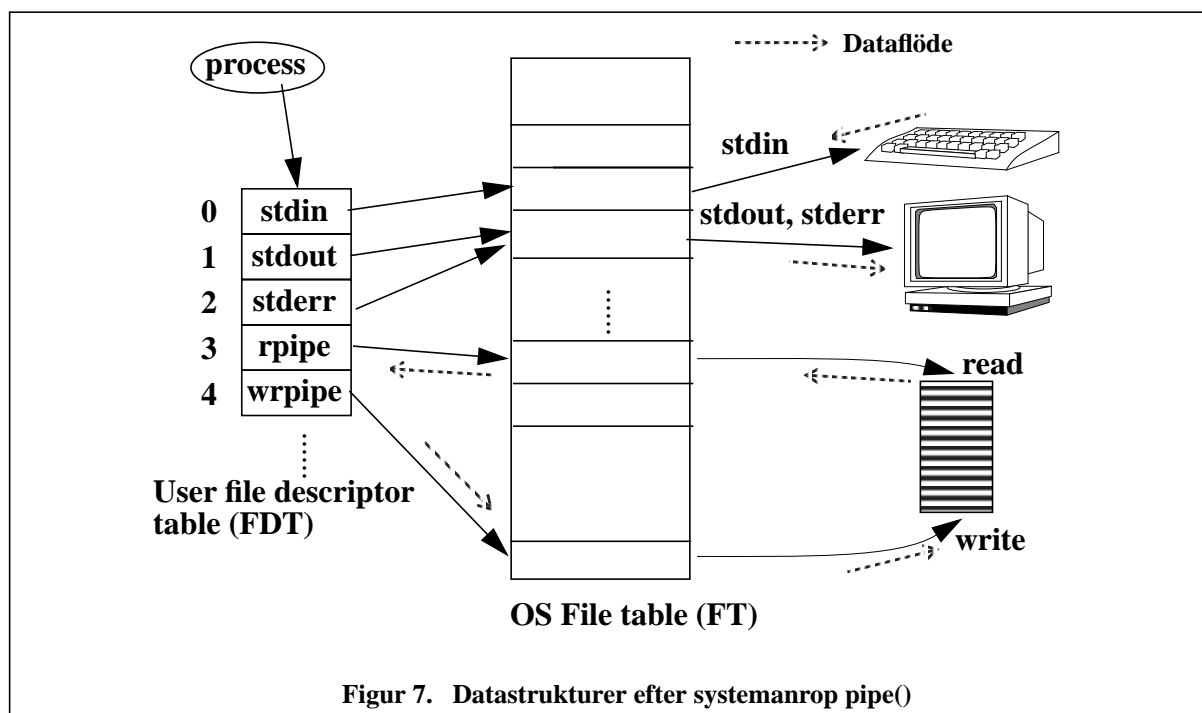 Dataflöde
process
stdin
stdout, stderr
0 stdin
1 stdout
2 stderr
3 rpipe
4 wrpipe
read
write
User file descriptor
table (FDT)
OS File table (FT)
Figur 7. Datastrukturer efter systemanrop pipe()